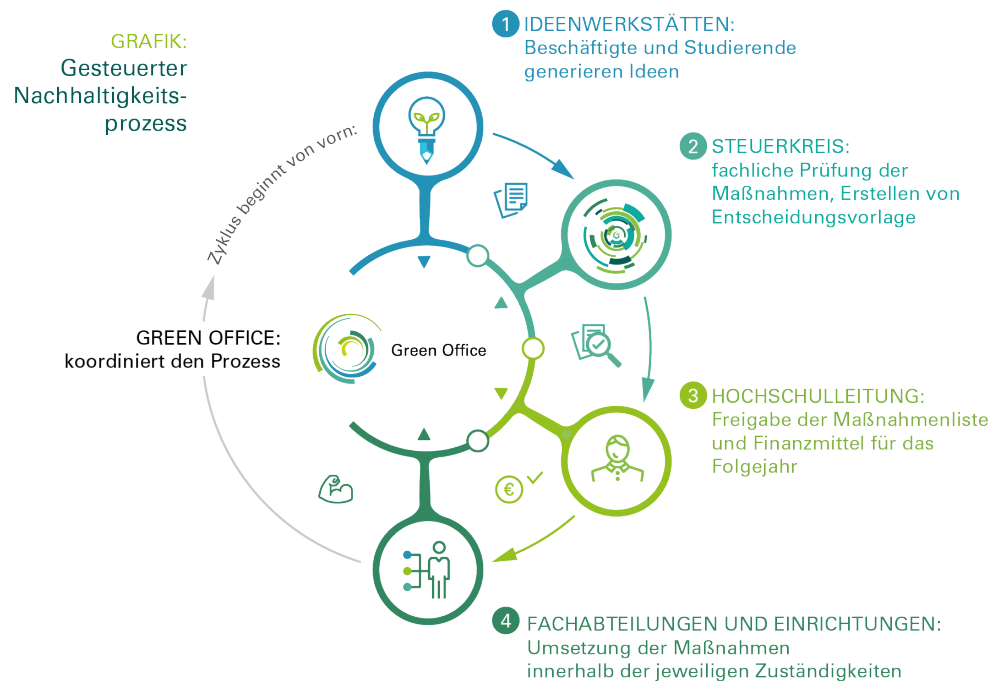 GRAFIK:
Gesteuerter
Nachhaltigkeits-
prozess
1 IDEENWERKSTÄTTEN:
Beschäftigte und Studierende
generieren Ideen
2 STEUERKREIS:
fachliche Prüfung der
Maßnahmen, Erstellen von
Entscheidungsvorlage
3 HOCHSCHULLEITUNG:
Freigabe der Maßnahmenliste
und Finanzmittel für das
Folgejahr
4 FACHABTEILUNGEN UND EINRICHTUNGEN:
Umsetzung der Maßnahmen
innerhalb der jeweiligen Zuständigkeiten
Zyklus beginnt von vorn:
GREEN OFFICE:
koordiniert den Prozess
Green Office
€